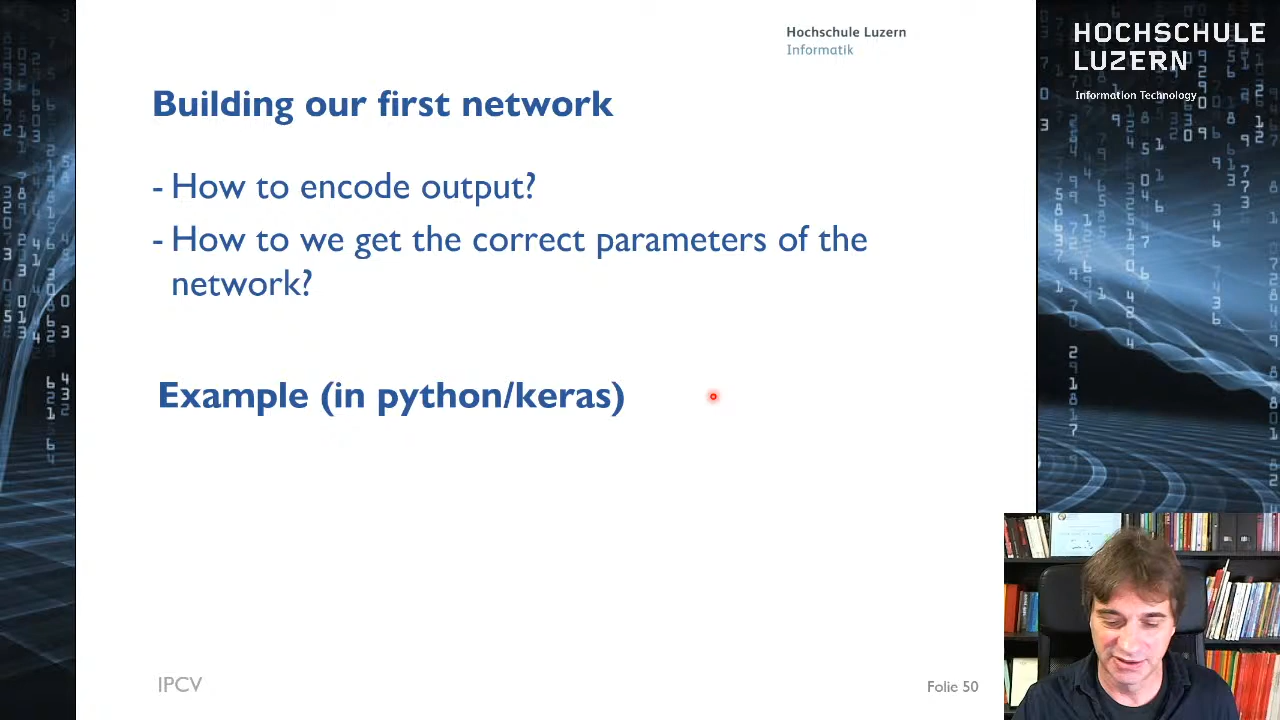 Hochschule Luzern
Informatik
HOCHSCHULE
LUZERN
Information Technology
Building our first network
- How to encode output?
- How to we get the correct parameters of the
network?
Example (in python/keras)
IPCV
Folie 50